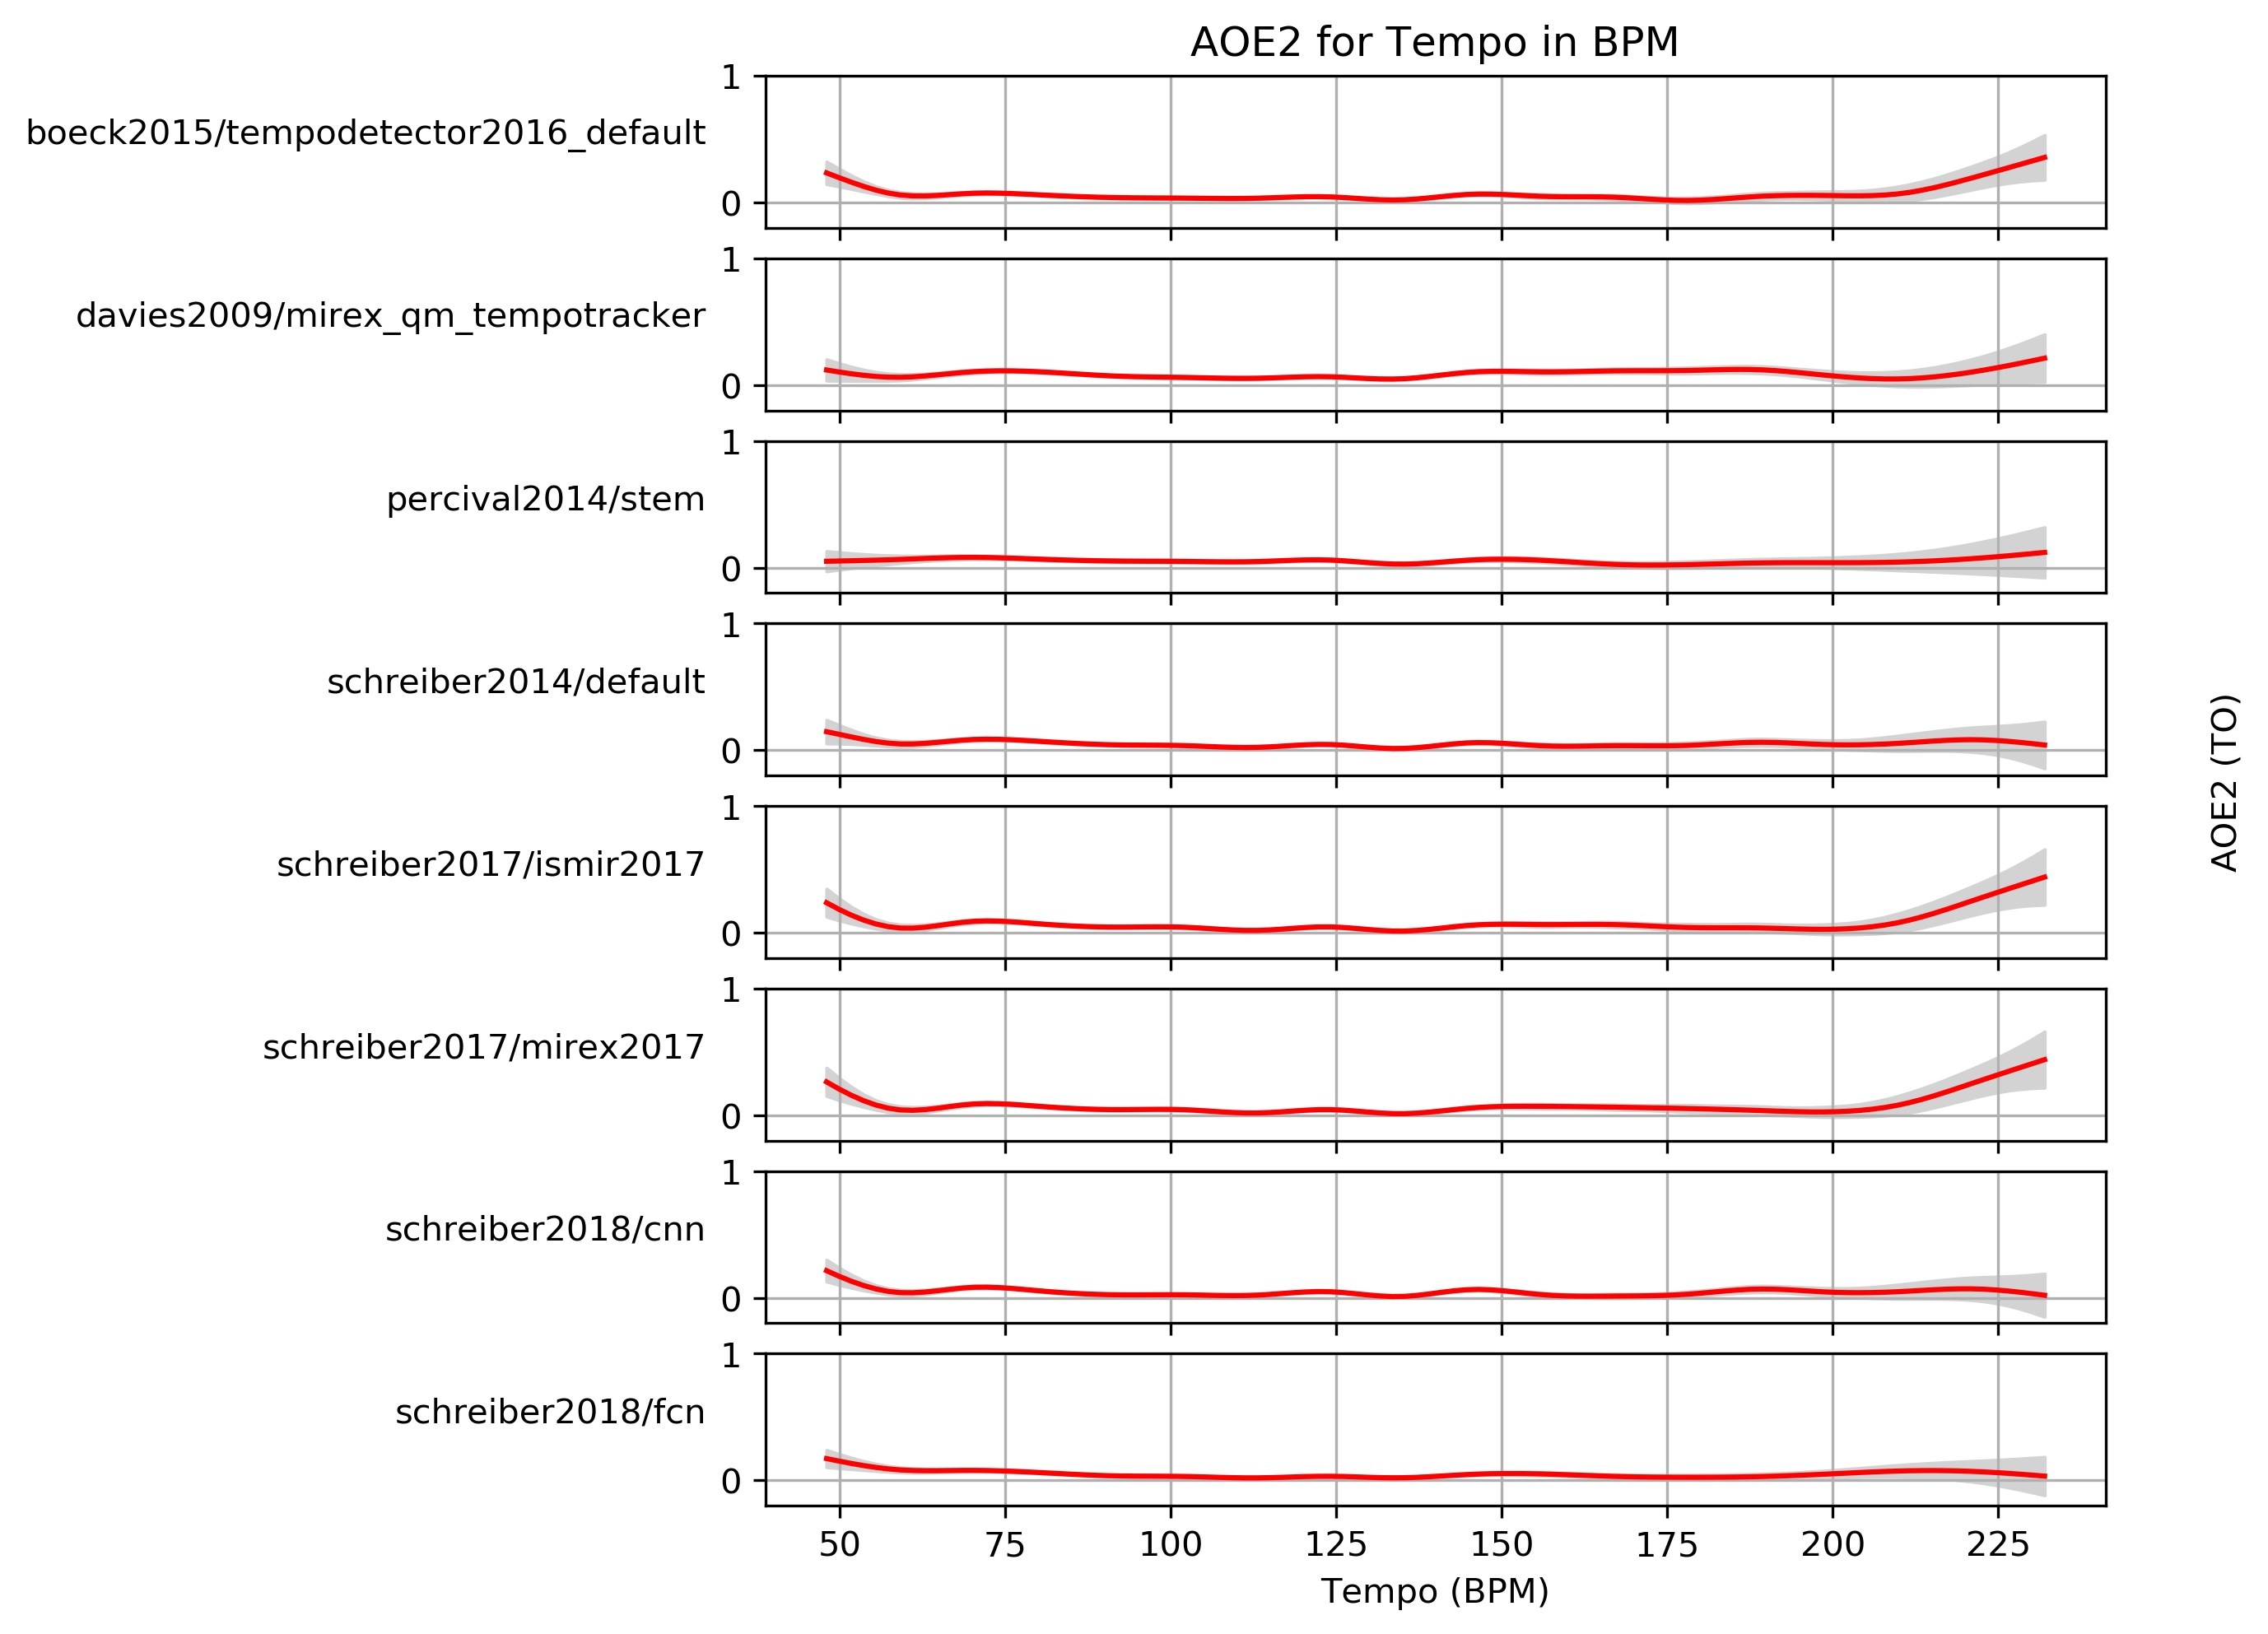 AOE2 for Tempo in BPM
1
boeck2015/tempodetector2016_default
0
1
davies2009/mirex_qm_tempotracker
0
1
percival2014/stem
0
1
schreiber2014/default
0
AOE2 (TO)
1
schreiber2017/ismir2017
0
1
schreiber2017/mirex2017
0
1
schreiber2018/cnn
0
1
schreiber2018/fcn
0
50 75 100 125 150 175 200 225
Tempo (BPM)